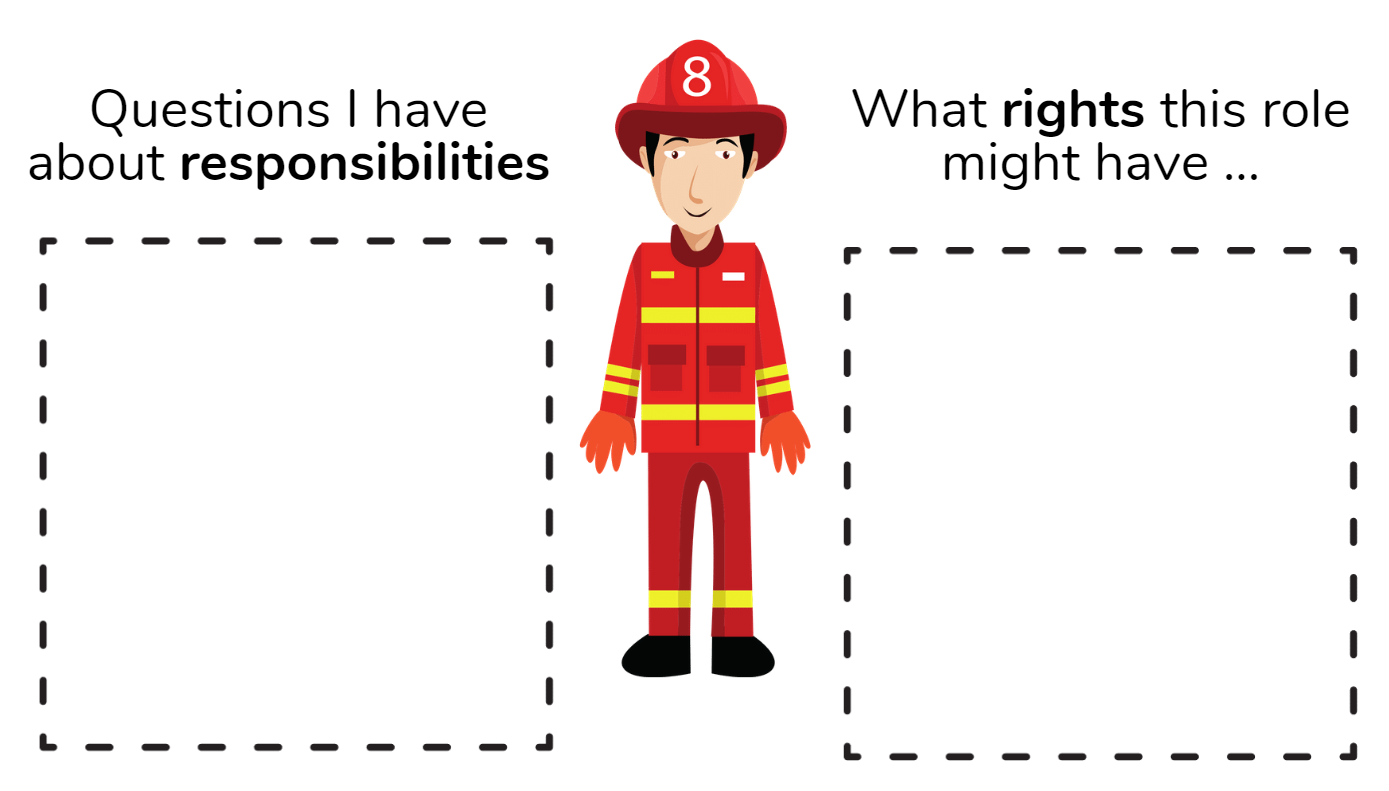 Questions I have
about responsibilities
8
What rights this role
might have ...